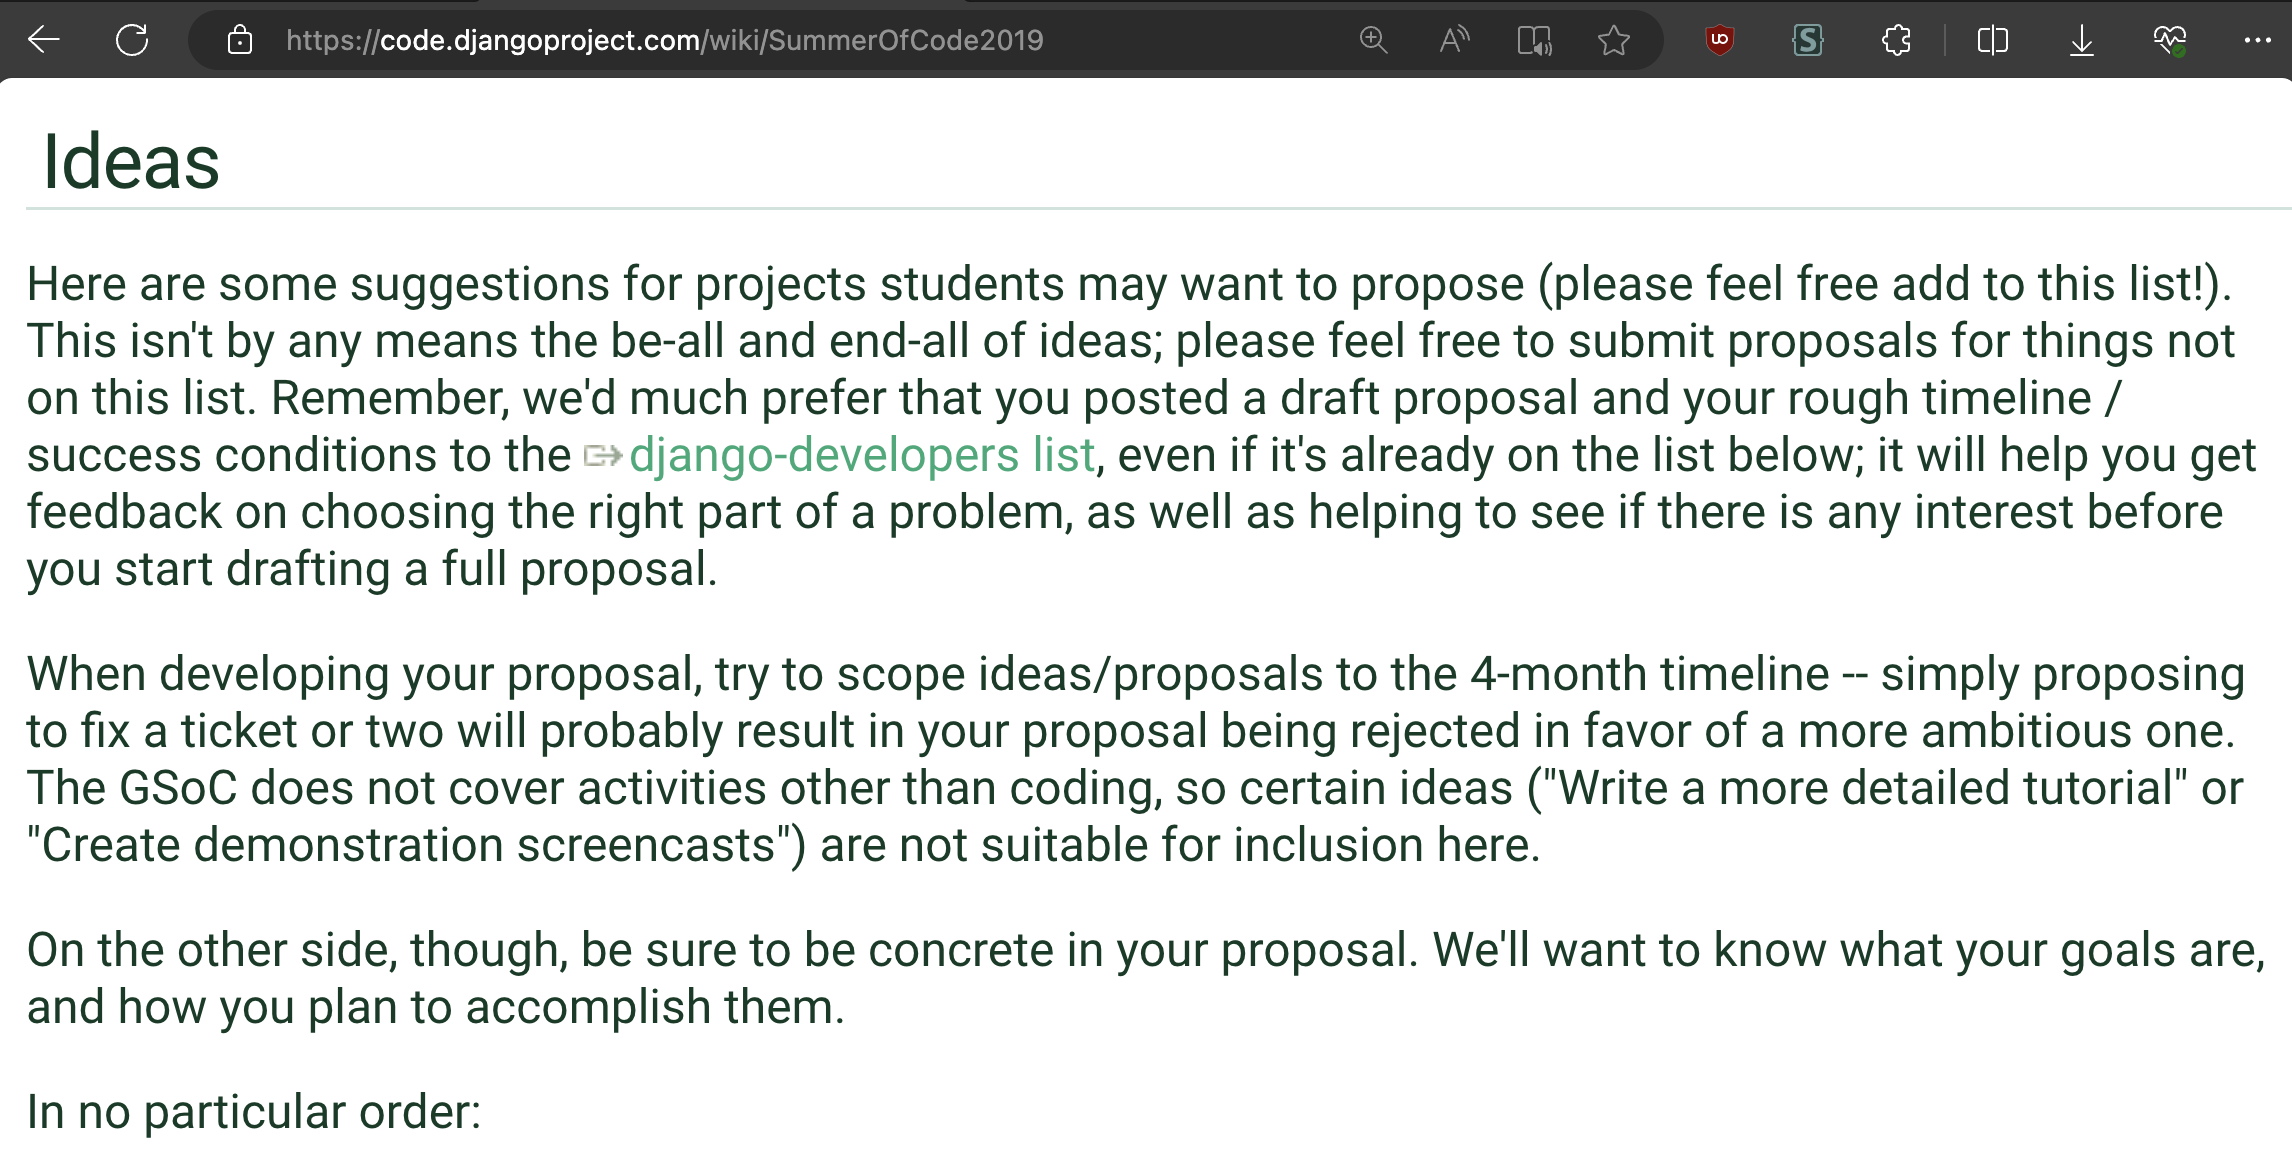 https://code.djangoproject.com/wiki/SummerOfCode2019
Ideas
Here are some suggestions for projects students may want to propose (please feel free add to this list!).
This isn't by any means the be-all and end-all of ideas; please feel free to submit proposals for things not
on this list. Remember, we'd much prefer that you posted a draft proposal and your rough timeline /
success conditions to the django-developers list, even if it's already on the list below; it will help you get
feedback on choosing the right part of a problem, as well as helping to see if there is any interest before
you start drafting a full proposal.
When developing your proposal, try to scope ideas/proposals to the 4-month timeline -- simply proposing
to fix a ticket or two will probably result in your proposal being rejected in favor of a more ambitious one.
The GSoC does not cover activities other than coding, so certain ideas ("Write a more detailed tutorial" or
"Create demonstration screencasts") are not suitable for inclusion here.
On the other side, though, be sure to be concrete in your proposal. We'll want to know what your goals are,
and how you plan to accomplish them.
In no particular order: